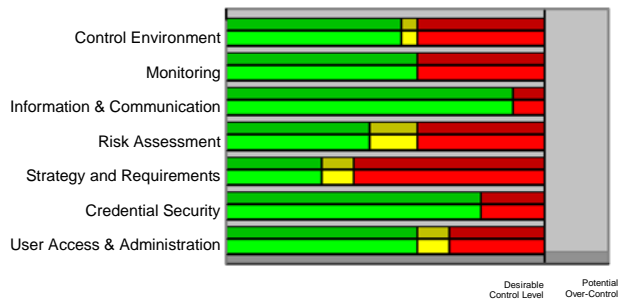 Control Environment
Monitoring
Information & Communication
Risk Assessment
Strategy and Requirements
Credential Security
User Access & Administration
Desirable
Control Level
Potential
Over-Control